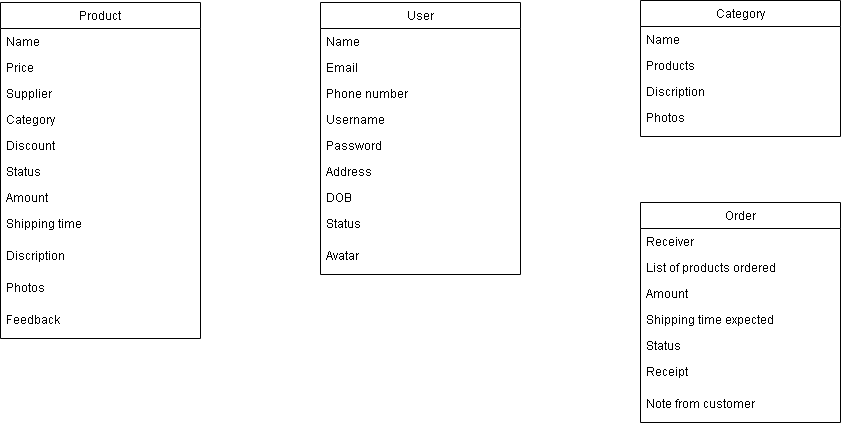 Product
Name
Price
Supplier
Category
Discount
Status
Amount
Shipping time
Discription
Photos
Feedback
User
Name
Email
Phone number
Username
Password
Address
DOB
Status
Avatar
Category
Name
Products
Discription
Photos
Order
Receiver
List of products ordered
Amount
Shipping time expected
Status
Receipt
Note from customer